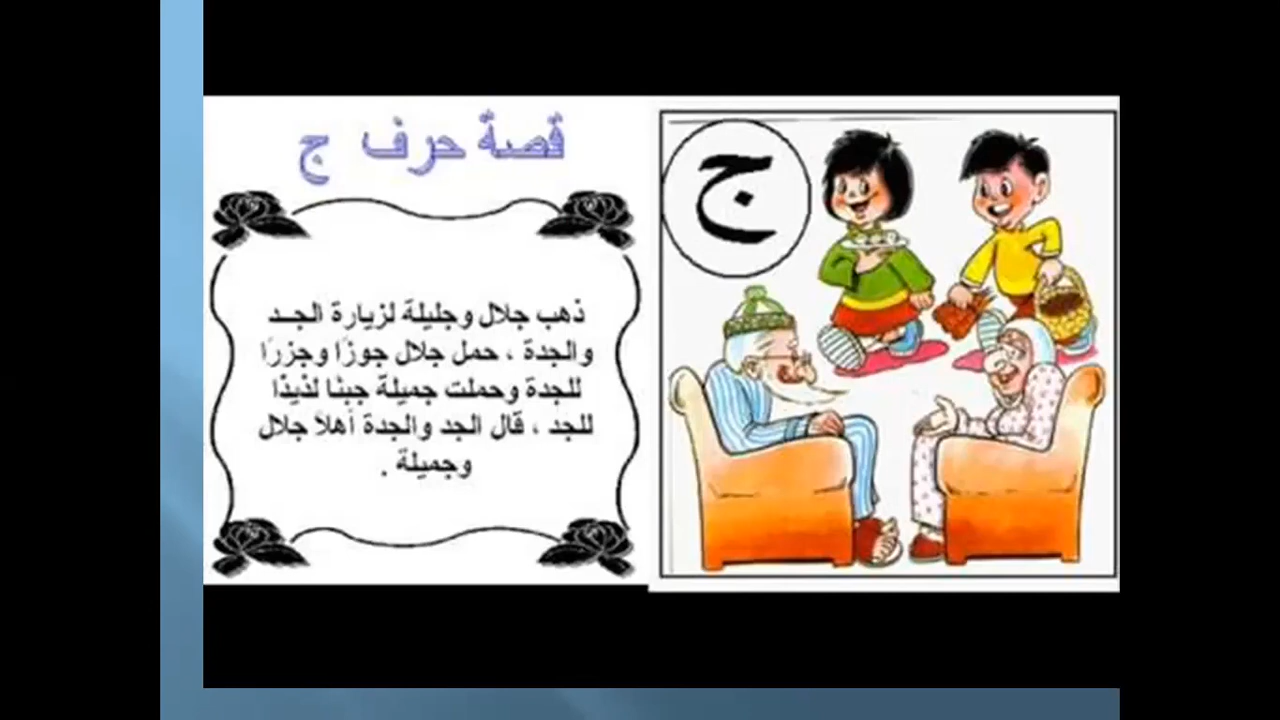 قصة حرف ج
ذهب جلال وجليلة لزيارة الجـد
والجدة ، حمل جلال جوزًا وجزرًا
للجدة وحملت جميلة جبنًا لذيذًا
للجد ، قال الجد والجدة أهلاً جلال
وجميلة .
ج